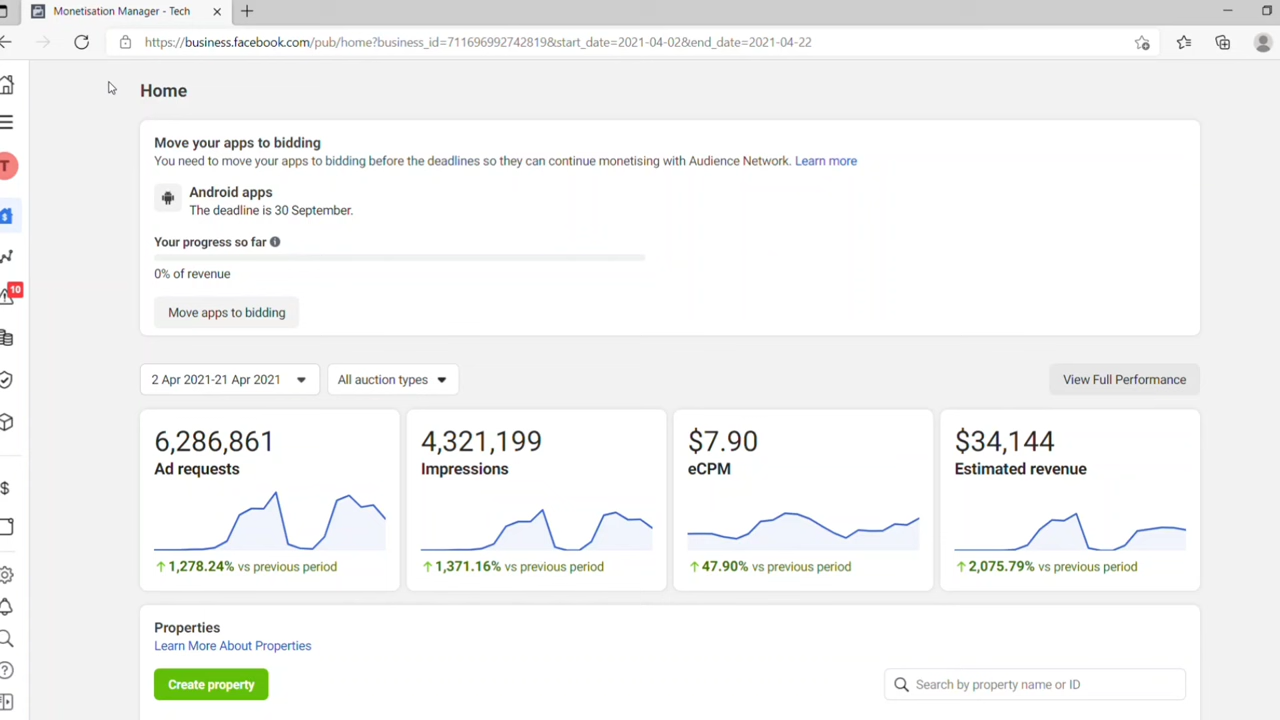 Monetisation Manager - Tech
https://business.facebook.com/pub/home?business_id=711696992742819&start_date=2021-04-02&end_date=2021-04-22
Home
Move your apps to bidding
You need to move your apps to bidding before the deadlines so they can continue monetising with Audience Network. Learn more
Android apps
The deadline is 30 September.
Your progress so far
0% of revenue
Move apps to bidding
T
10
2 Apr 2021-21 Apr 2021
All auction types
View Full Performance
6,286,861
Ad requests
1,278.24% vs previous period
4,321,199
Impressions
1,371.16% vs previous period
$7.90
eCPM
47.90% vs previous period
$34,144
Estimated revenue
2,075.79% vs previous period
Properties
Learn More About Properties
Create property
Search by property name or ID